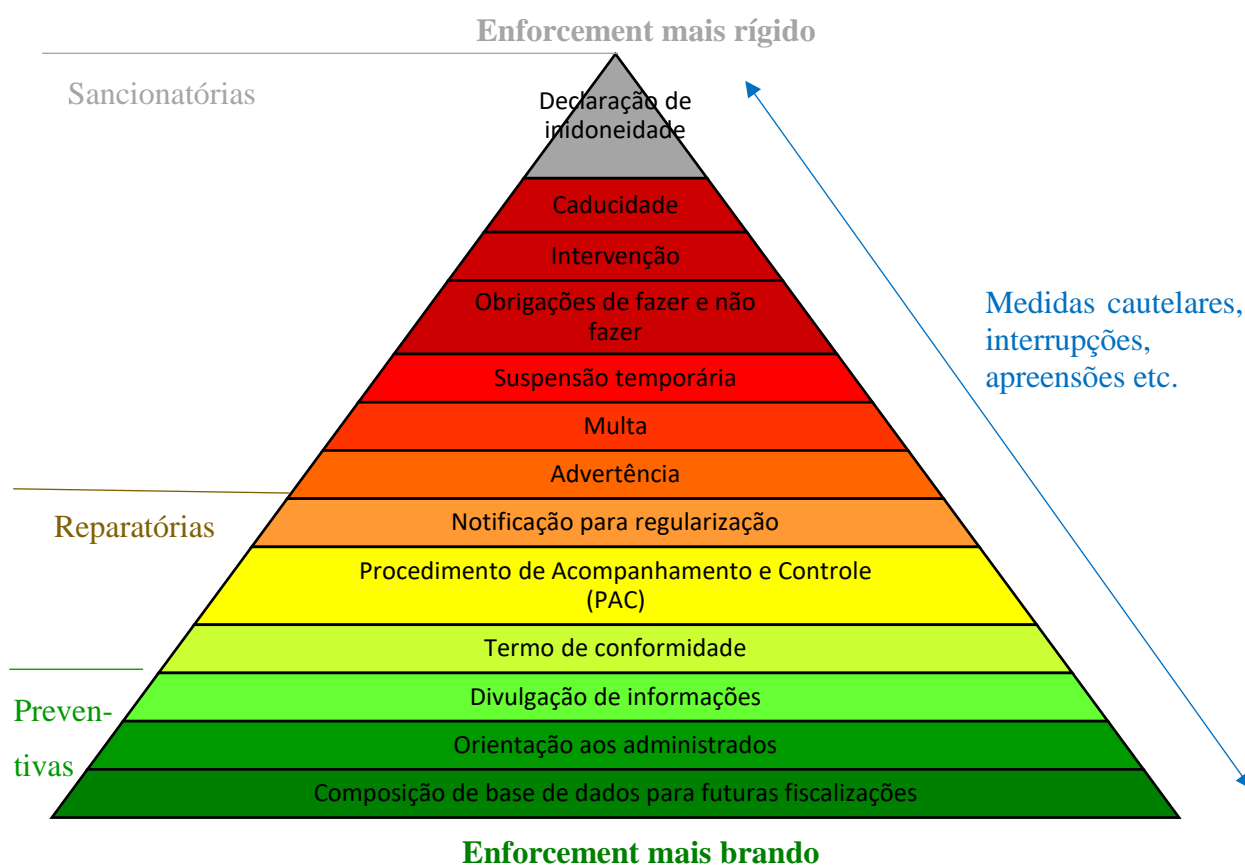 Enforcement mais rígido
Sancionatórias
Declaração de
inidoneidade
Caducidade
Intervenção
Obrigações de fazer e não
fazer
Medidas cautelares,
interrupções,
apreensões etc.
Suspensão temporária
Multa
Advertência
Reparatórias
Notificação para regularização
Procedimento de Acompanhamento e Controle
(PAC)
Termo de conformidade
Preven-
tivas
Divulgação de informações
Orientação aos administrados
Composição de base de dados para futuras fiscalizações
Enforcement mais brando